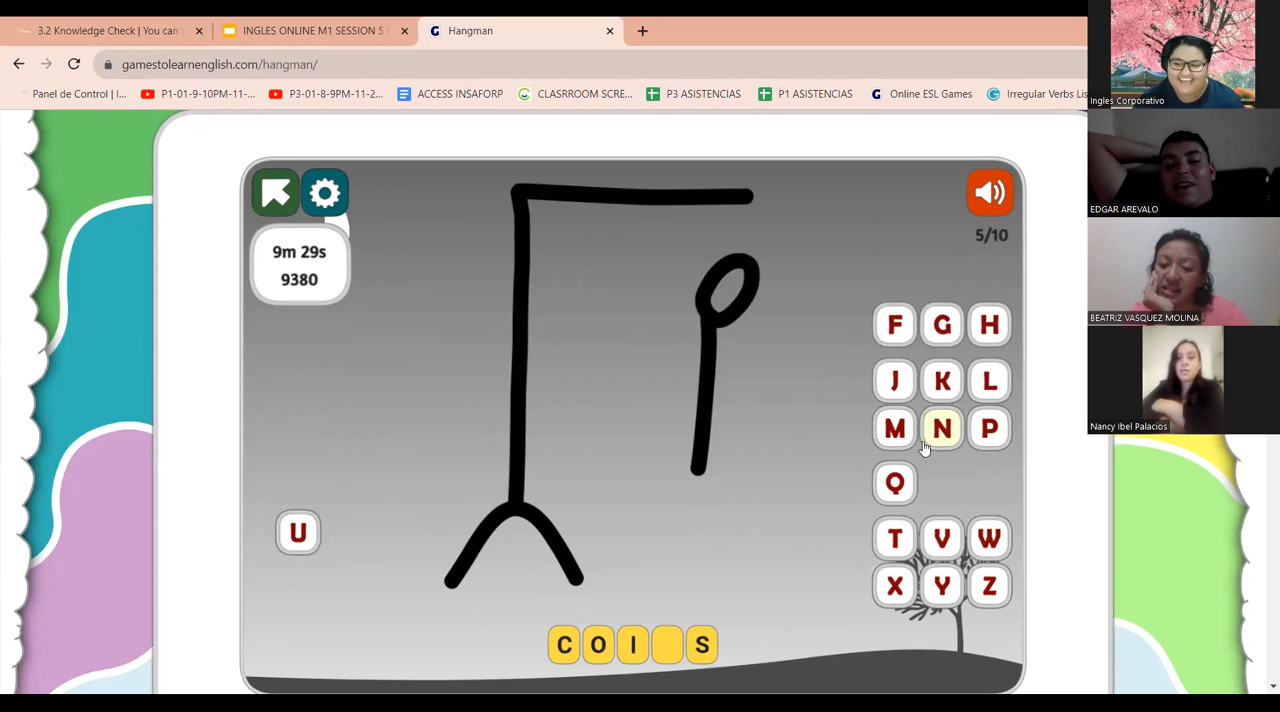 3.2 Knowledge Check | You can't
INGLES ONLINE M1 SESSION 5
Hangman
gamestolearnenglish.com/hangman/
Panel de Control | I...
P1-01-9-10PM-11-...
P3-01-8-9PM-11-2...
ACCESS INSAFORP
CLASSROOM SCRE...
P3 ASISTENCIAS
P1 ASISTENCIAS
Online ESL Games
Irregular Verbs Lis
Ingles Corporativo
EDGAR AREVALO
BEATRIZ VASQUEZ MOLINA
Nancy Ibel Palacios
9m 29s
9380
5/10
F G H
J K L
M N P
Q
T V W
X Y Z
U
C O I S